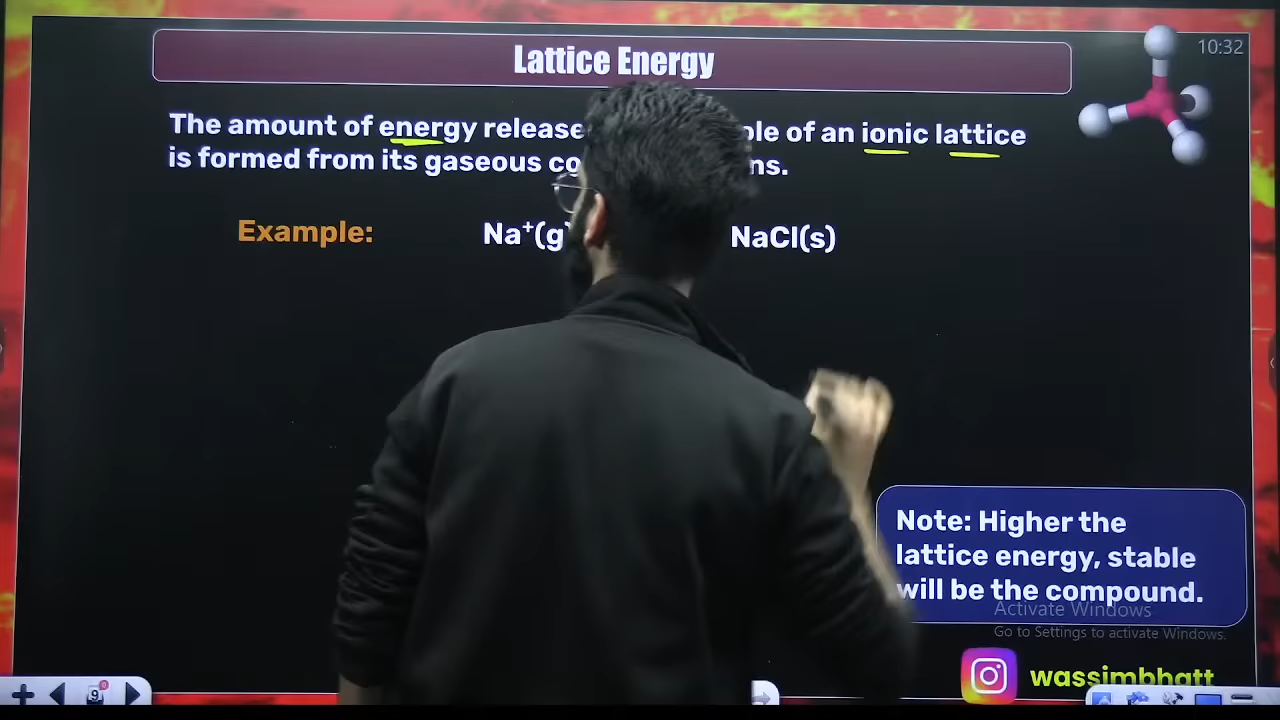 Lattice Energy
10:32
The amount of energy release ole of an ionic lattice
is formed from its gaseous co ns.
Example: Na⁺(g) NaCl(s)
Note: Higher the
lattice energy, stable
will be the compound.
Activate Windows
Go to Settings to activate Windows.
wassimbhatt
9